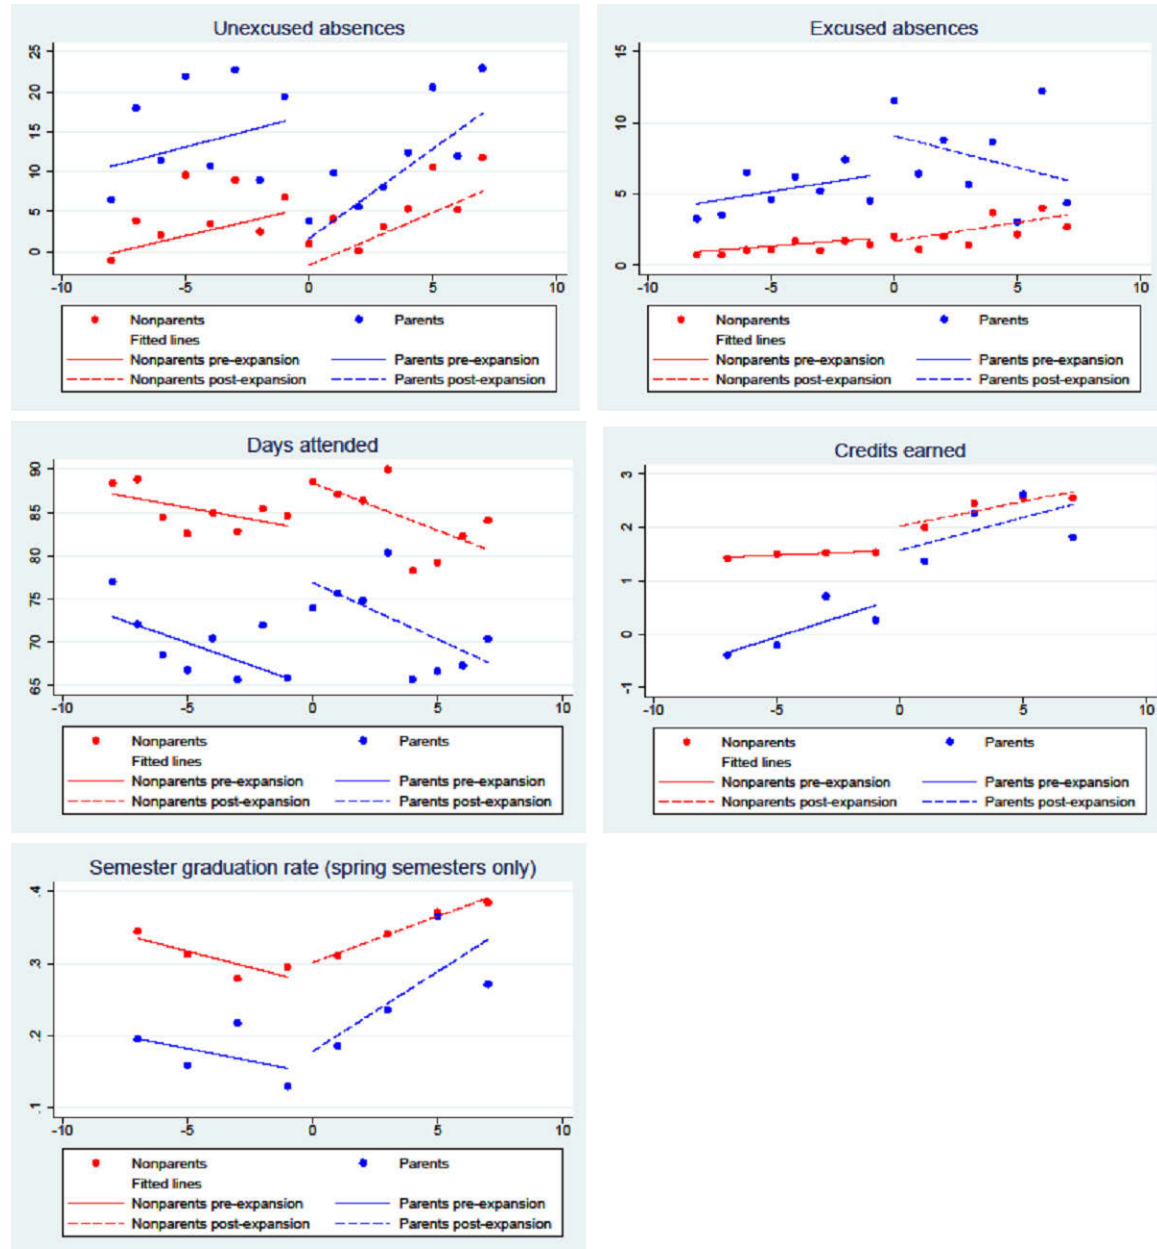 Unexcused absences
25
20
15
10
5
0
-10 -5 0 5 10
Nonparents Parents
Fitted lines
Nonparents pre-expansion Parents pre-expansion
Nonparents post-expansion Parents post-expansion
Excused absences
15
10
5
0
-10 -5 0 5 10
Nonparents Parents
Fitted lines
Nonparents pre-expansion Parents pre-expansion
Nonparents post-expansion Parents post-expansion
Days attended
90
85
80
75
70
65
-10 -5 0 5 10
Nonparents Parents
Fitted lines
Nonparents pre-expansion Parents pre-expansion
Nonparents post-expansion Parents post-expansion
Credits earned
3
2
1
0
-1
-10 -5 0 5 10
Nonparents Parents
Fitted lines
Nonparents pre-expansion Parents pre-expansion
Nonparents post-expansion Parents post-expansion
Semester graduation rate (spring semesters only)
.4
.3
.2
.1
-10 -5 0 5 10
Nonparents Parents
Fitted lines
Nonparents pre-expansion Parents pre-expansion
Nonparents post-expansion Parents post-expansion